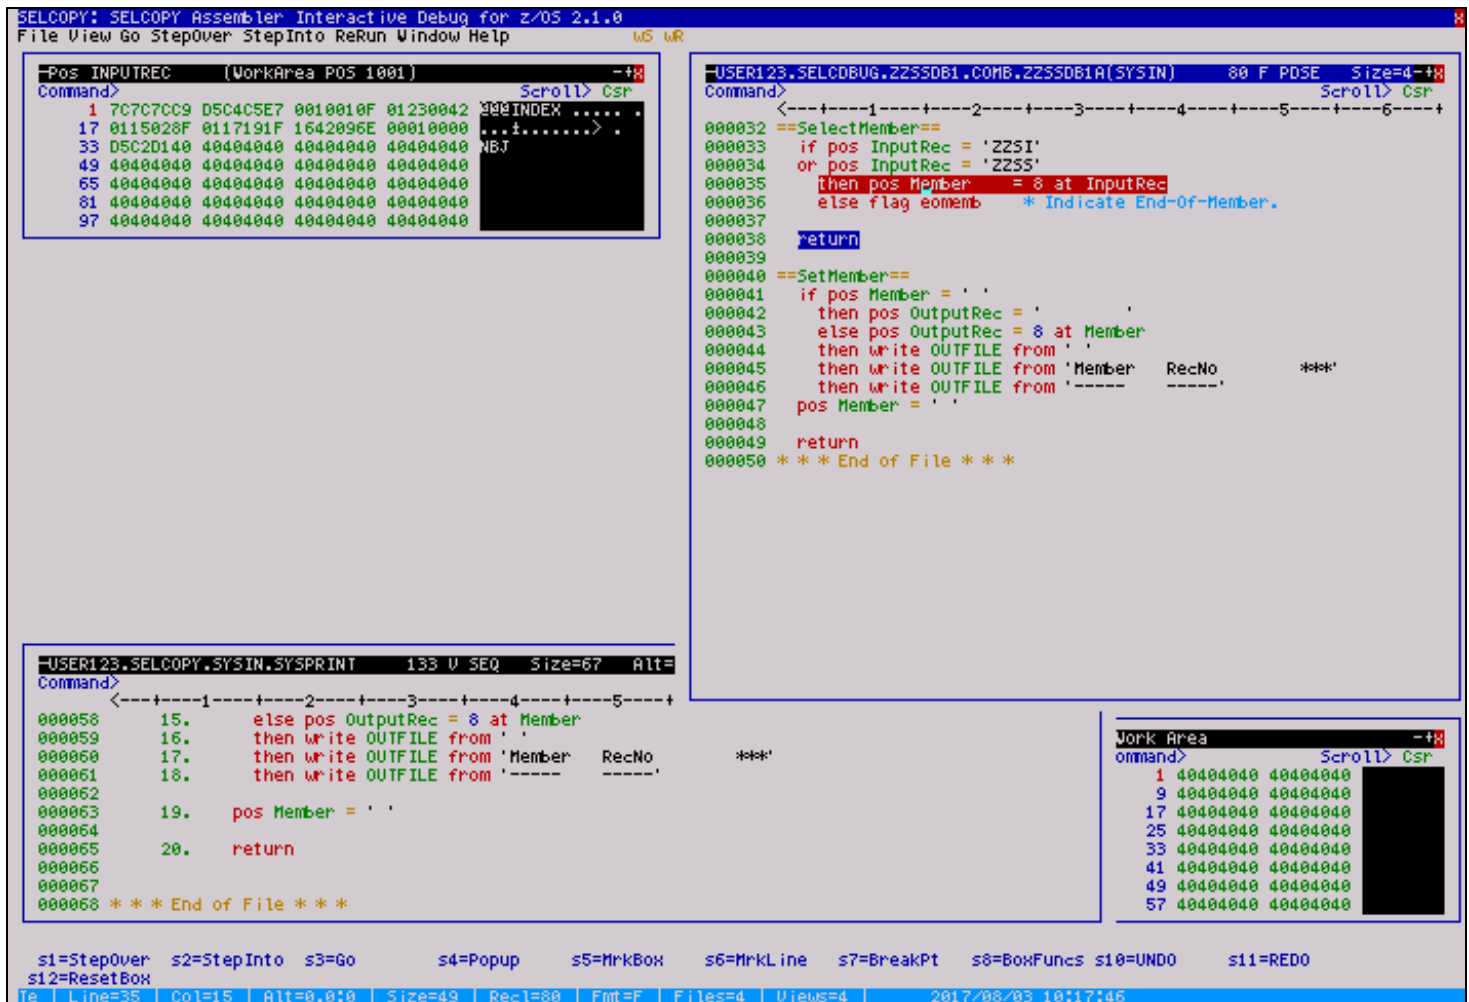 SELCOPY: SELCOPY Assembler Interactive Debug for z/OS 2.1.0 x
File View Go StepOver StepInto ReRun Window Help wS wR
Pos INPUTREC (WorkArea POS 1001) -+x
Command> Scroll> Csr
1 7C7C7CC9 D5C4C5E7 0010010F 01230042 @@@INDEX ..... .
17 0115028F 0117191F 1642096E 00010000 ...±.......> .
33 D5C2D140 40404040 40404040 40404040 NBJ
49 40404040 40404040 40404040 40404040
65 40404040 40404040 40404040 40404040
81 40404040 40404040 40404040 40404040
97 40404040 40404040 40404040 40404040
USER123.SELCDBUG.ZZSSDB1.COMB.ZZSSDB1A(SYSIN) 80 F PDSE Size=4-+x
Command> Scroll> Csr
<---+----1----+----2----+----3----+----4----+----5----+----6----+
000032 ==SelectMember==
000033 if pos InputRec = 'ZZSI'
000034 or pos InputRec = 'ZZSS'
000035 then pos Member = 8 at InputRec
000036 else flag eomemb * Indicate End-Of-Member.
000037
000038 return
000039
000040 ==SetMember==
000041 if pos Member = ' '
000042 then pos OutputRec = ' '
000043 else pos OutputRec = 8 at Member
000044 then write OUTFILE from ' '
000045 then write OUTFILE from 'Member RecNo ***'
000046 then write OUTFILE from '----- -----'
000047 pos Member = ' '
000048
000049 return
000050 * * * End of File * * *
USER123.SELCOPY.SYSIN.SYSPRINT 133 V SEQ Size=67 Alt=
Command>
<---+----1----+----2----+----3----+----4----+----5----+
000058 15. else pos OutputRec = 8 at Member
000059 16. then write OUTFILE from ' '
000060 17. then write OUTFILE from 'Member RecNo ***'
000061 18. then write OUTFILE from '----- -----'
000062
000063 19. pos Member = ' '
000064
000065 20. return
000066
000067
000068 * * * End of File * * *
Work Area -+x
ommand> Scroll> Csr
1 40404040 40404040
9 40404040 40404040
17 40404040 40404040
25 40404040 40404040
33 40404040 40404040
41 40404040 40404040
49 40404040 40404040
57 40404040 40404040
s1=StepOver s2=StepInto s3=Go s4=Popup s5=MrkBox s6=MrkLine s7=BreakPt s8=BoxFuncs s10=UNDO s11=REDO
s12=ResetBox
Te | Line=35 | Col=15 | Alt=0,0;0 | Size=49 | Recl=80 | Fmt=F | Files=4 | Views=4 | 2017/08/03 10:17:46